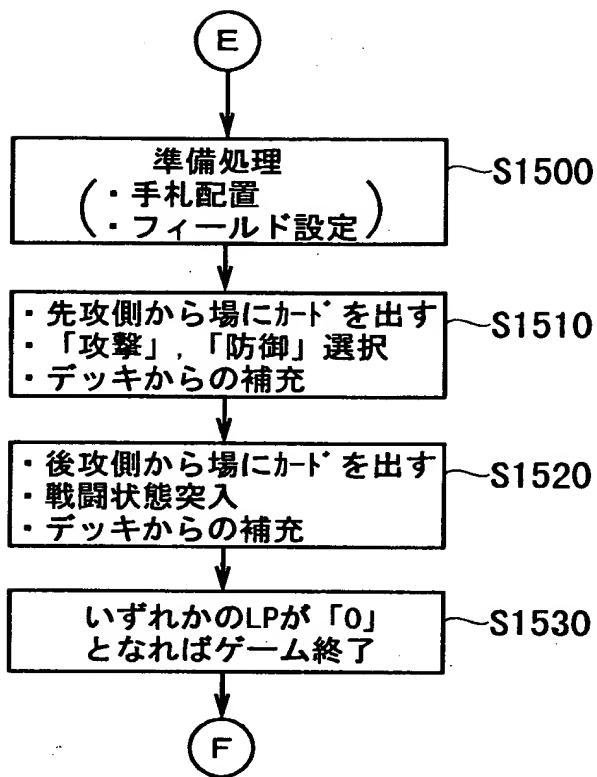 E
準備処理
・手札配置
・フィールド設定
S1500
・先攻側から場にｶｰﾄﾞを出す
・「攻撃」,「防御」選択
・デッキからの補充
S1510
・後攻側から場にｶｰﾄﾞを出す
・戦闘状態突入
・デッキからの補充
S1520
いずれかのLPが「0」
となればゲーム終了
S1530
F